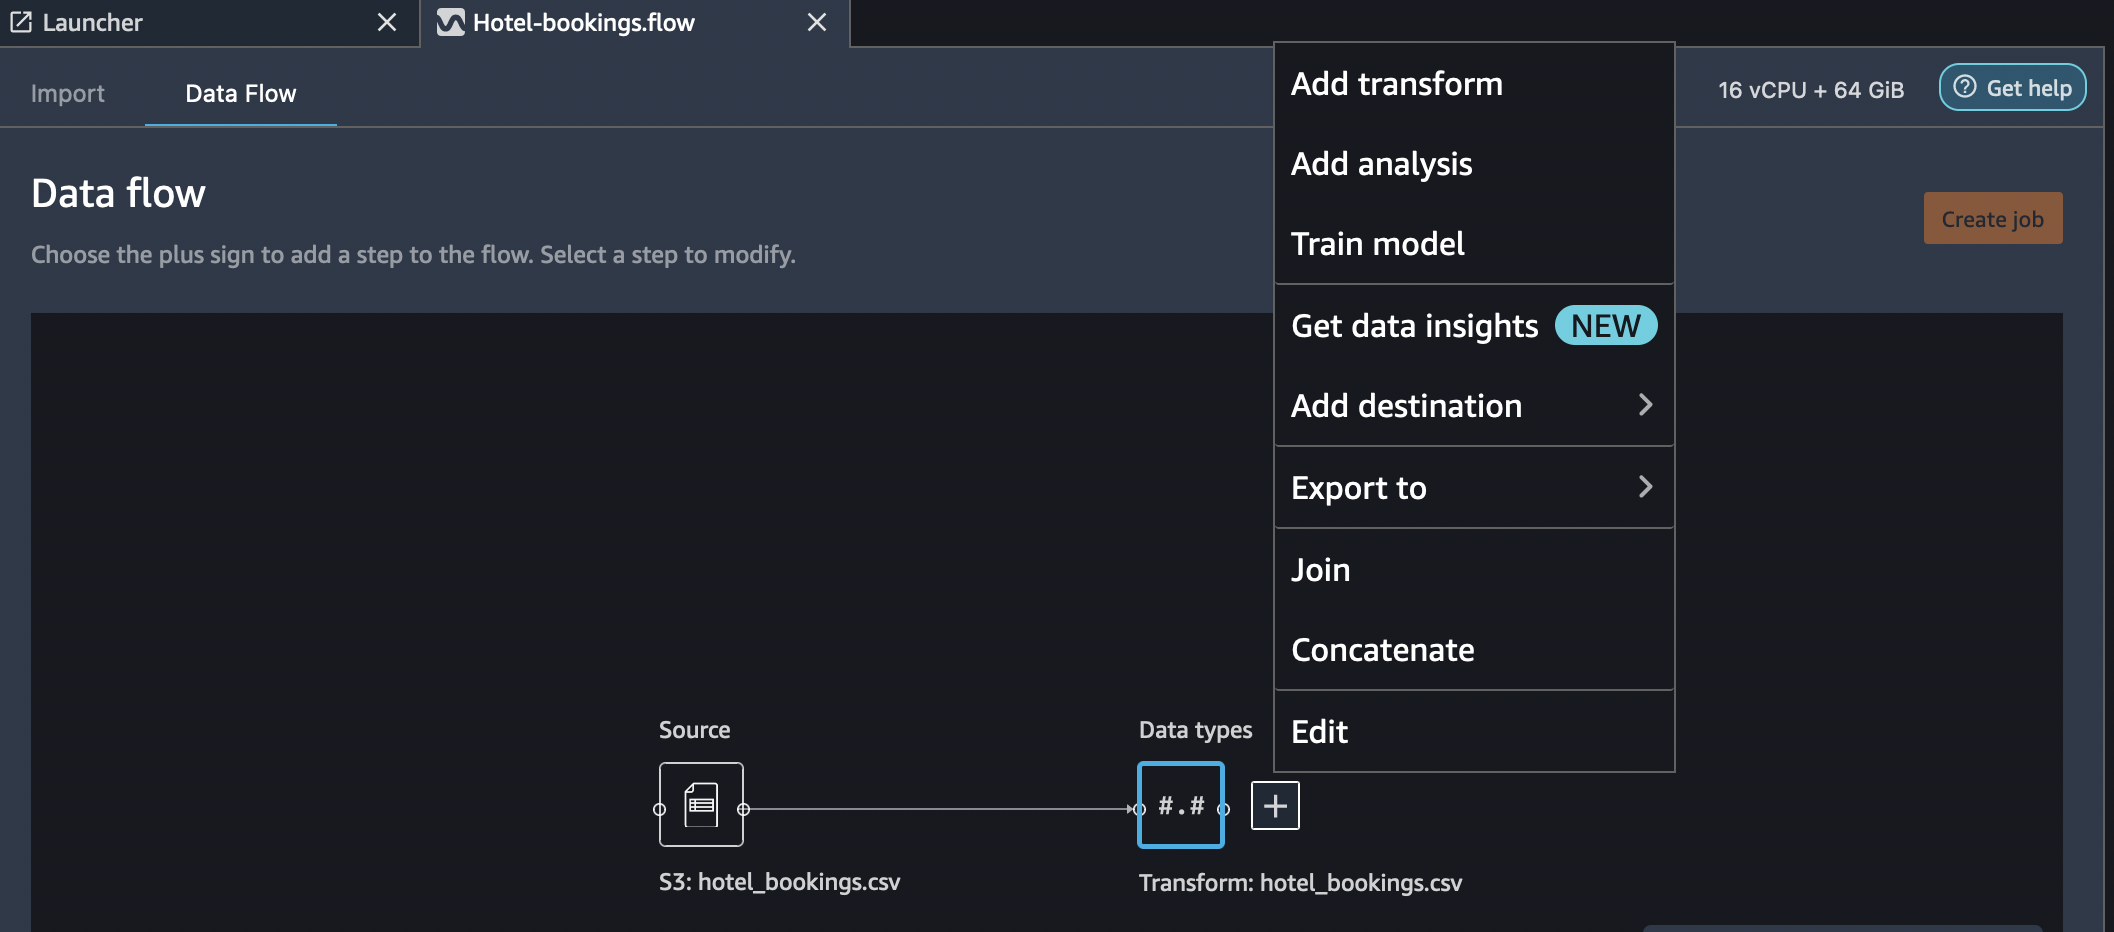 Launcher
Hotel-bookings.flow
Import
Data Flow
16 vCPU + 64 GiB
Get help
Data flow
Choose the plus sign to add a step to the flow. Select a step to modify.
Create job
Add transform
Add analysis
Train model
Get data insights NEW
Add destination
Export to
Join
Concatenate
Edit
Source
Data types
#.#
S3: hotel_bookings.csv
Transform: hotel_bookings.csv